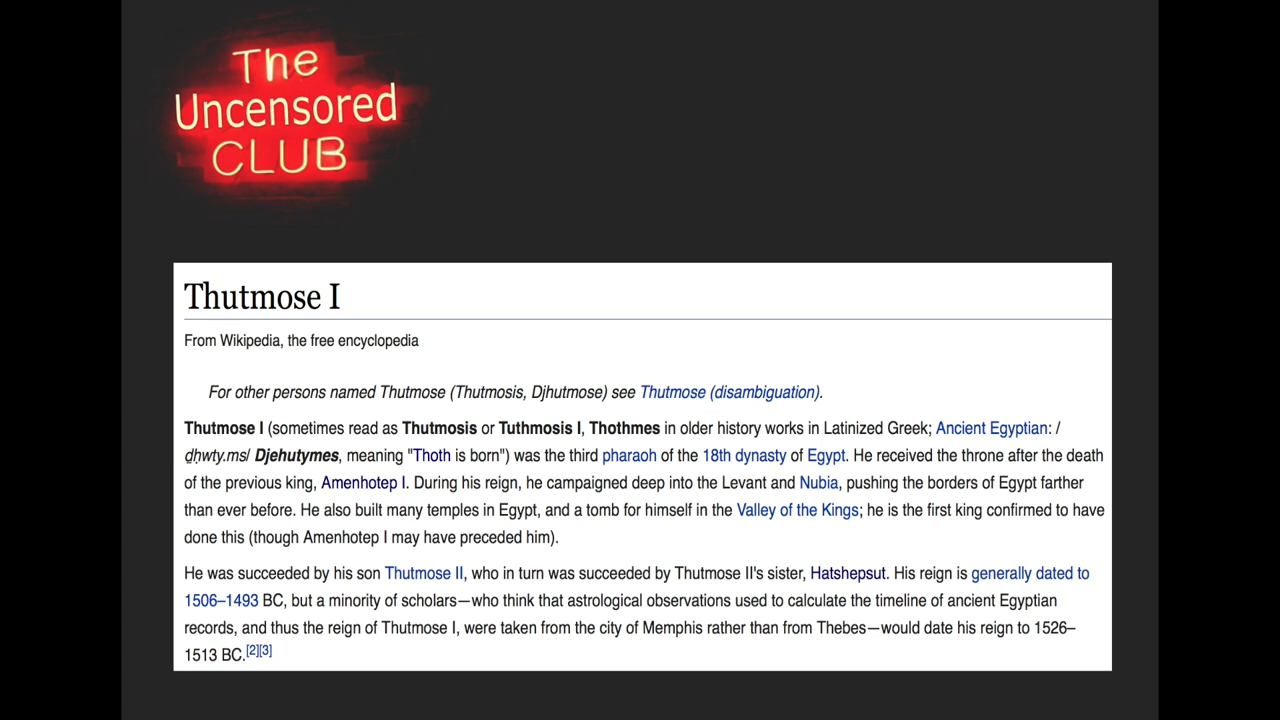 The
Uncensored
CLUB
Thutmose I
From Wikipedia, the free encyclopedia
For other persons named Thutmose (Thutmosis, Djhutmose) see Thutmose (disambiguation).
Thutmose I (sometimes read as Thutmosis or Tuthmosis I, Thothmes in older history works in Latinized Greek; Ancient Egyptian: /
ḏḥwty.ms/ Djehutymes, meaning "Thoth is born") was the third pharaoh of the 18th dynasty of Egypt. He received the throne after the death
of the previous king, Amenhotep I. During his reign, he campaigned deep into the Levant and Nubia, pushing the borders of Egypt farther
than ever before. He also built many temples in Egypt, and a tomb for himself in the Valley of the Kings; he is the first king confirmed to have
done this (though Amenhotep I may have preceded him).
He was succeeded by his son Thutmose II, who in turn was succeeded by Thutmose II's sister, Hatshepsut. His reign is generally dated to
1506–1493 BC, but a minority of scholars—who think that astrological observations used to calculate the timeline of ancient Egyptian
records, and thus the reign of Thutmose I, were taken from the city of Memphis rather than from Thebes—would date his reign to 1526–
1513 BC.[2][3]